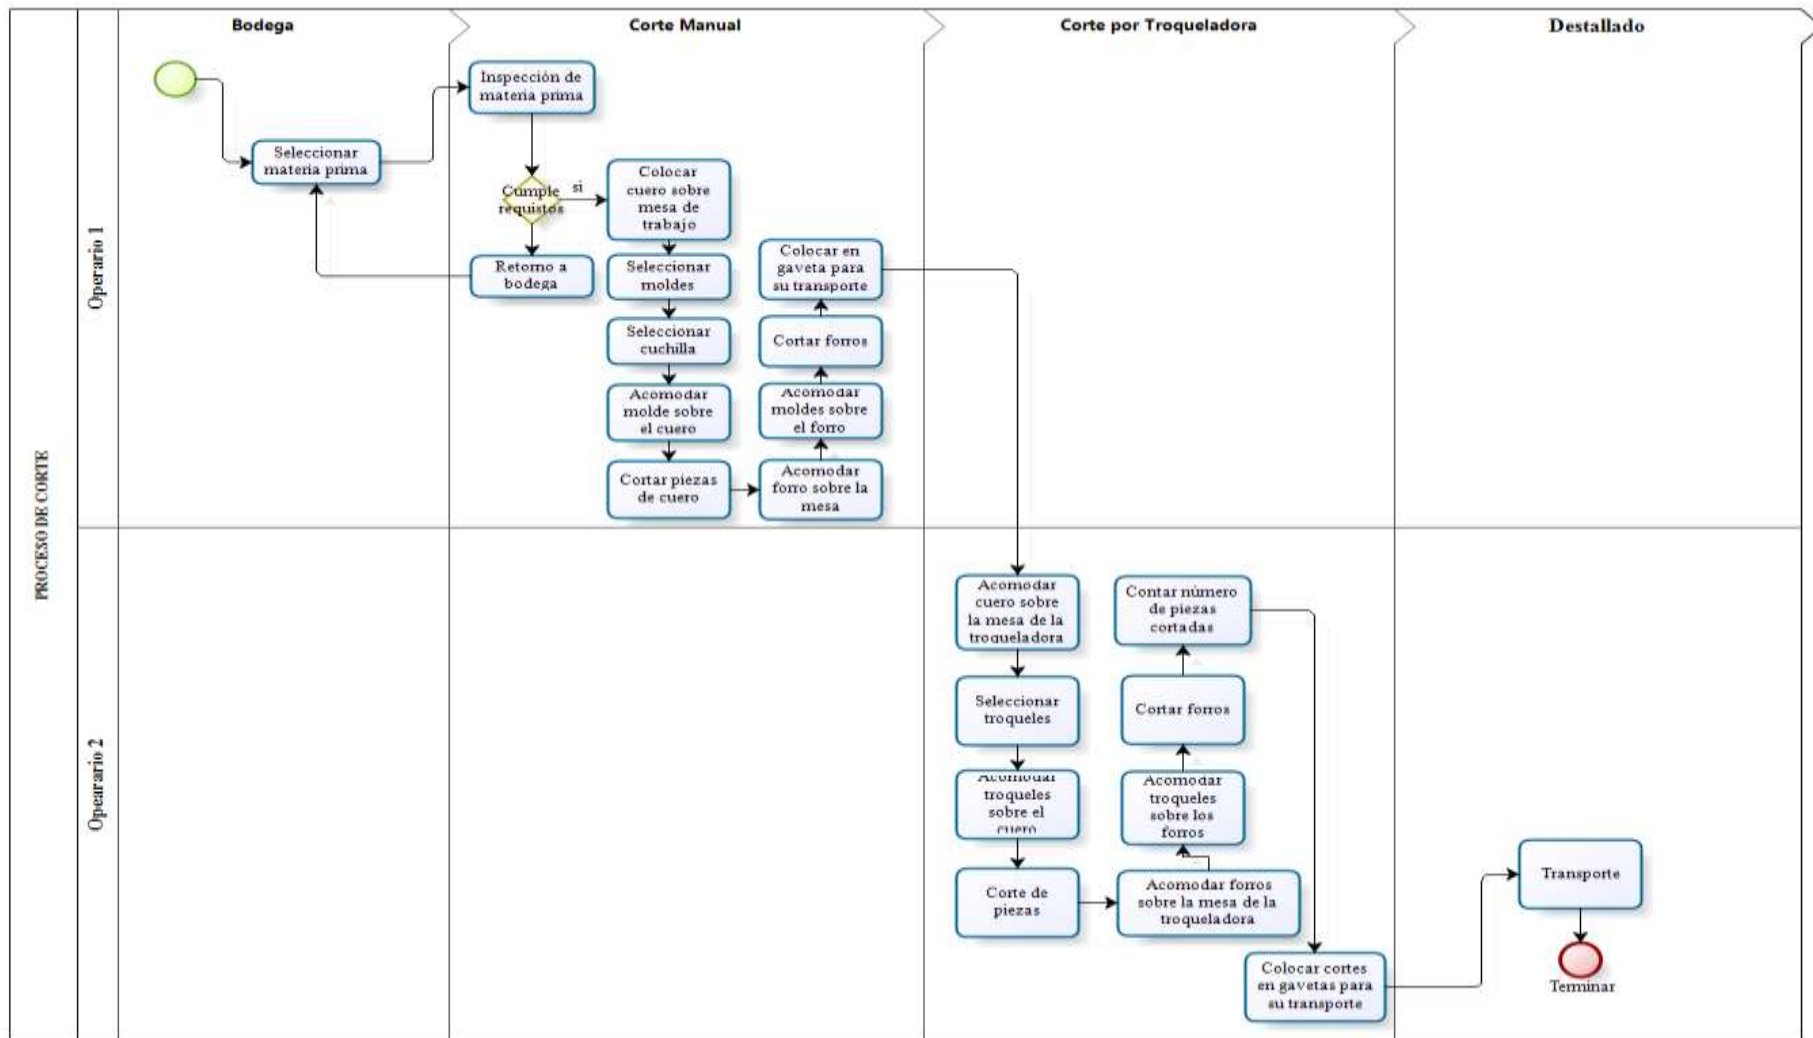 Bodega
Corte Manual
Corte por Troqueladora
Destallado
PROCESO DE CORTE
Operario 1
Opearario 2
Seleccionar
materia prima
Inspección de
materia prima
Cumple
requistos
si
Retorno a
bodega
Colocar
cuero sobre
mesa de
trabajo
Seleccionar
moldes
Seleccionar
cuchilla
Acomodar
molde sobre
el cuero
Cortar piezas
de cuero
Acomodar
forro sobre la
mesa
Acomodar
moldes sobre
el forro
Cortar forros
Colocar en
gaveta para
su transporte
Acomodar
cuero sobre
la mesa de la
troqueladora
Seleccionar
troqueles
Acomodar
troqueles
sobre el
cuero
Corte de
piezas
Acomodar forros
sobre la mesa de la
troqueladora
Acomodar
troqueles
sobre los
forros
Cortar forros
Contar número
de piezas
cortadas
Colocar cortes
en gavetas para
su transporte
Transporte
Terminar